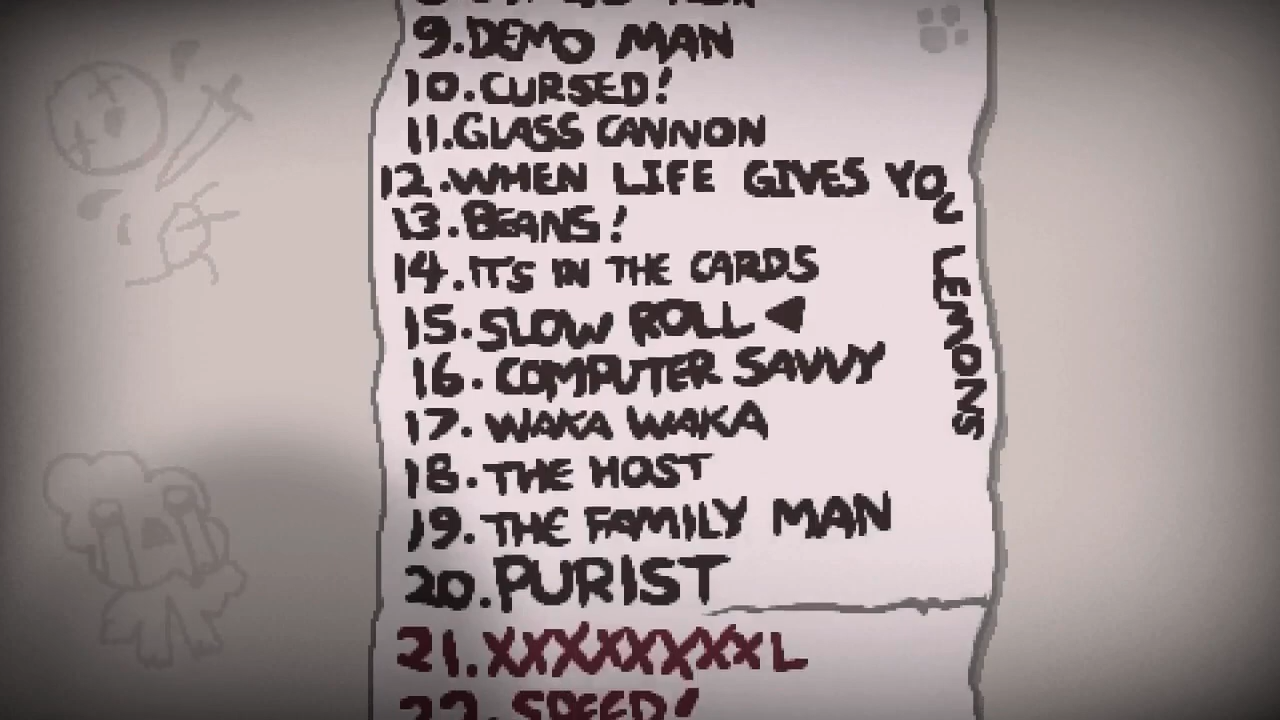 9.DEMO MAN
10.CURSED!
11.GLASS CANNON
12.WHEN LIFE GIVES YOU LEMONS
13.BEANS!
14.IT'S IN THE CARDS
15.SLOW ROLL
16.COMPUTER SAVVY
17.WAKA WAKA
18.THE HOST
19.THE FAMILY MAN
20.PURIST
21.XXXXXXXXL
22.SPEED!